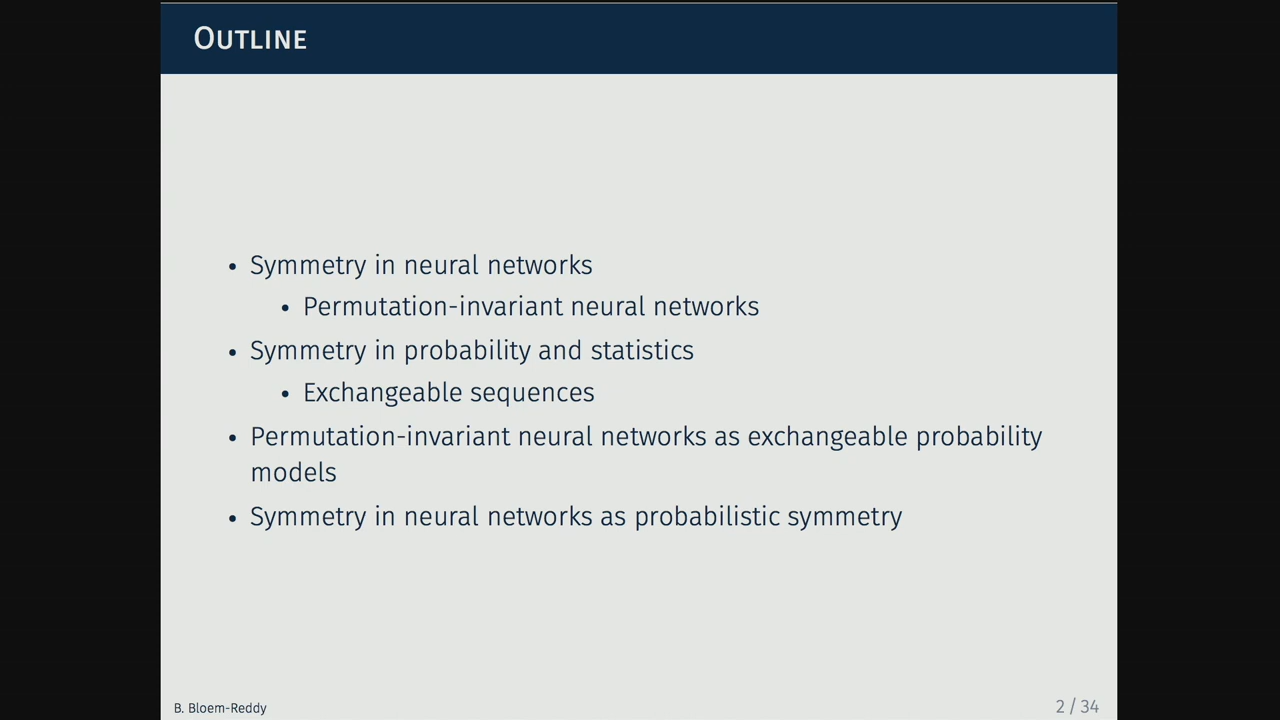 OUTLINE
• Symmetry in neural networks
• Permutation-invariant neural networks
• Symmetry in probability and statistics
• Exchangeable sequences
• Permutation-invariant neural networks as exchangeable probability
models
• Symmetry in neural networks as probabilistic symmetry
B. Bloem-Reddy
2 / 34